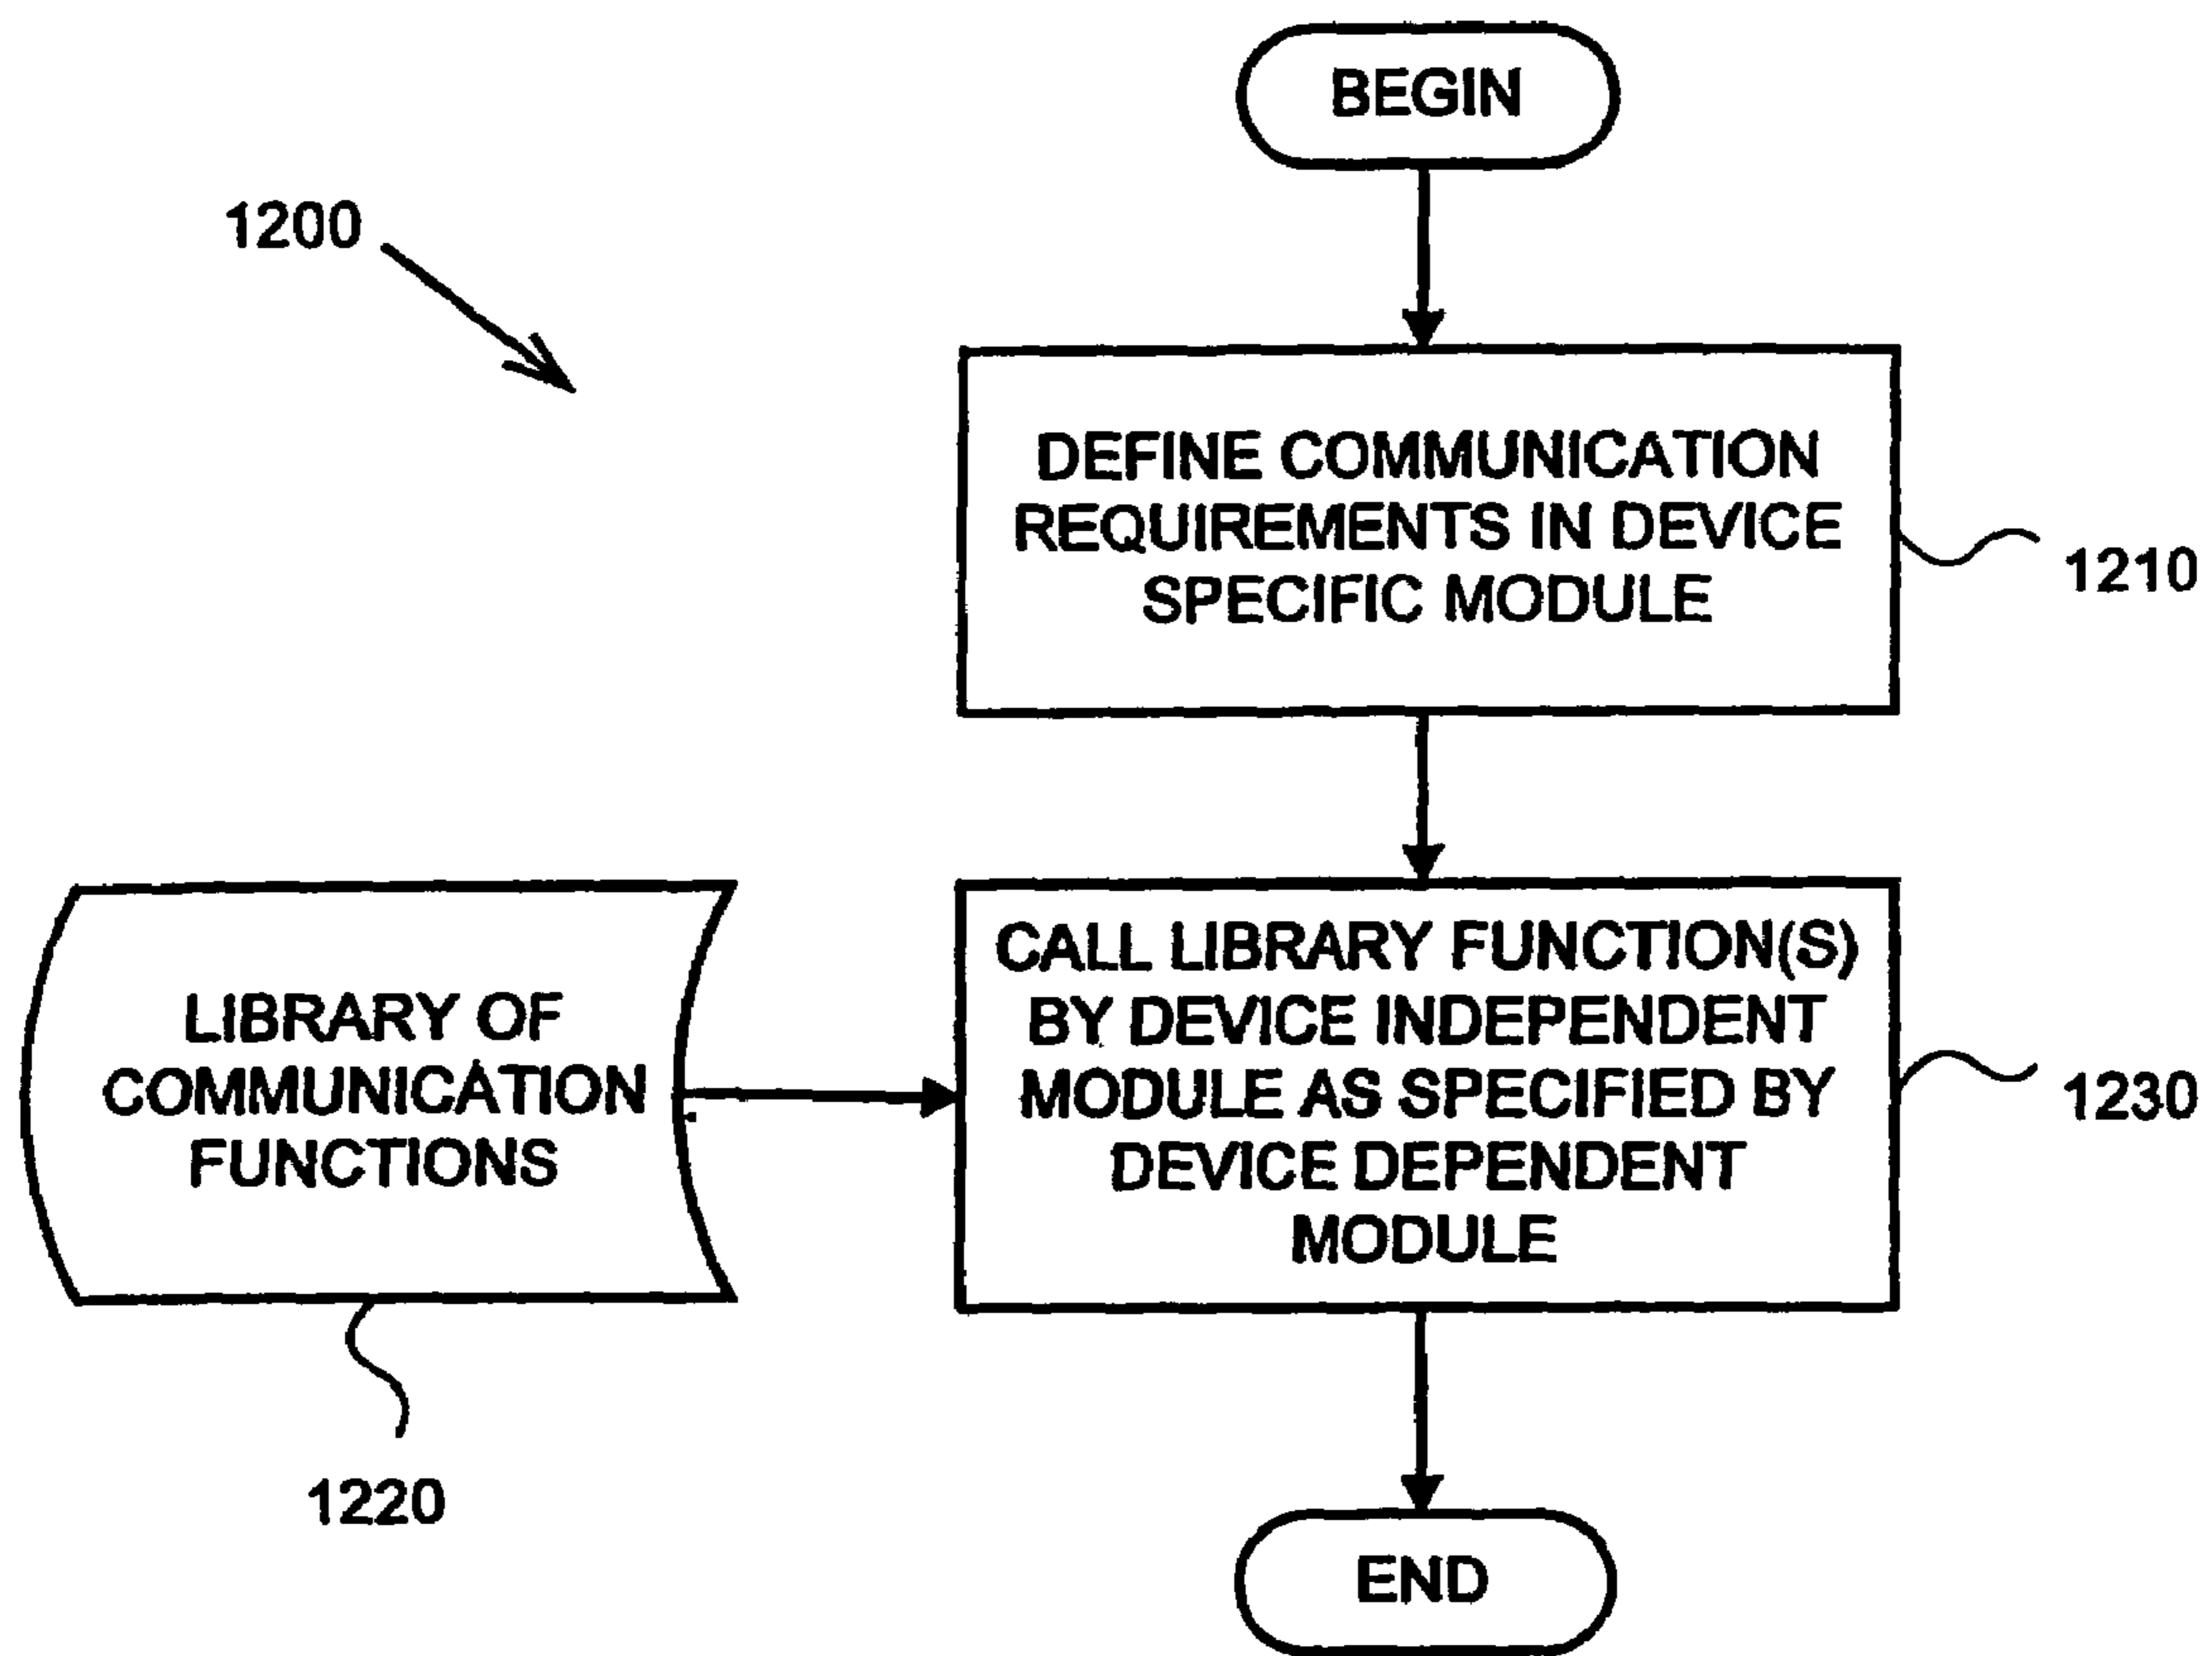 BEGIN
1200
DEFINE COMMUNICATION
REQUIREMENTS IN DEVICE
SPECIFIC MODULE
1210
LIBRARY OF
COMMUNICATION
FUNCTIONS
1220
CALL LIBRARY FUNCTION(S)
BY DEVICE INDEPENDENT
MODULE AS SPECIFIED BY
DEVICE DEPENDENT
MODULE
1230
END